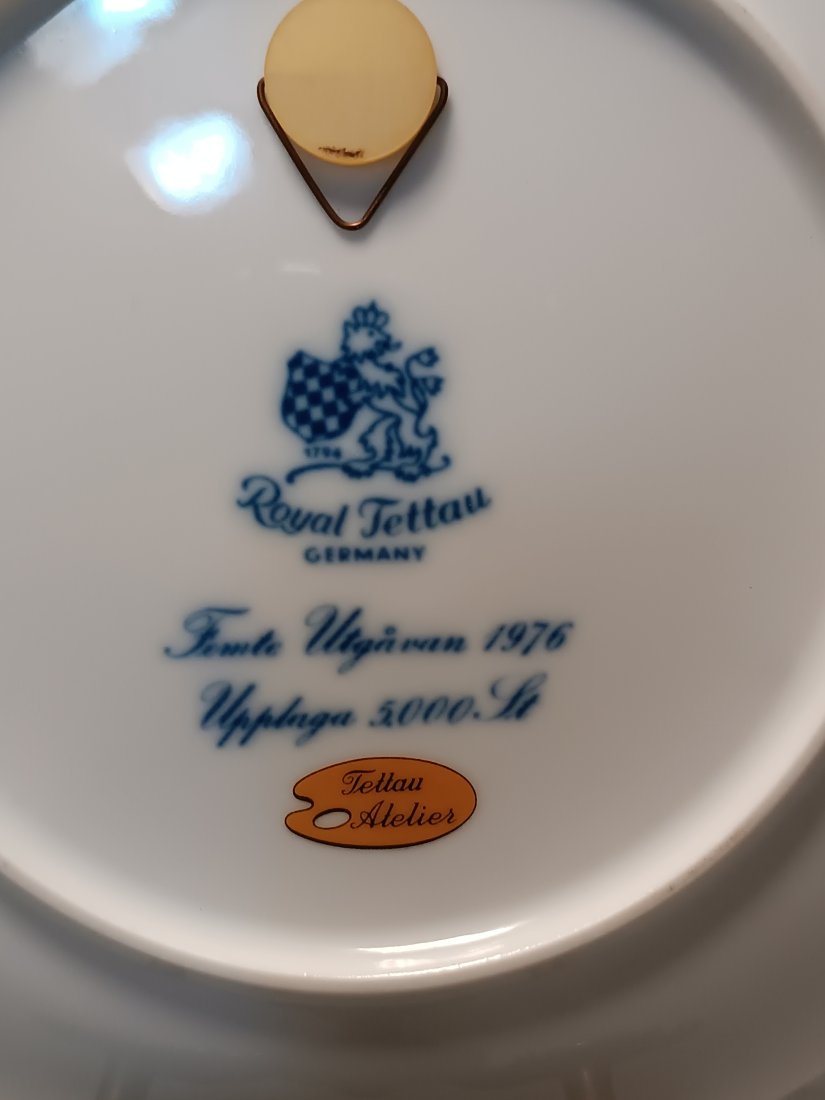 1794
Royal Tettau
GERMANY
Femte Utgåvan 1976
Upplaga 5.000.St
Tettau
Atelier